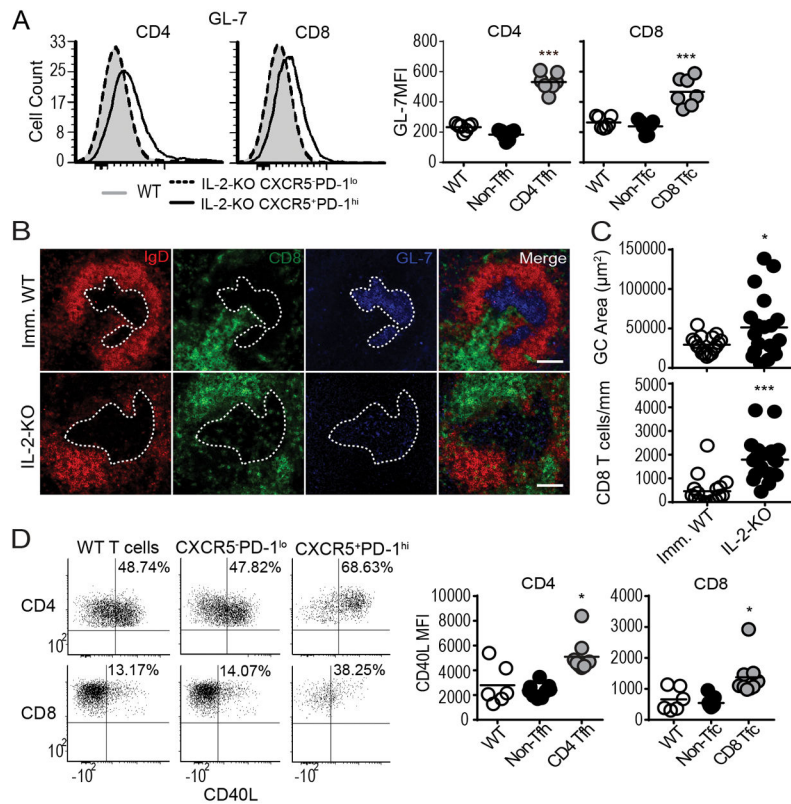 A
GL-7
CD4
CD8
Cell Count
33
25
17
8
0
WT
IL-2-KO CXCR5-PD-1lo
IL-2-KO CXCR5+PD-1hi
CD4
CD8
GL-7MFI
800
600
400
200
0
***
***
WT
Non-Tfh
CD4 Tfh
WT
Non-Tfc
CD8 Tfc
B
IgD
CD8
GL-7
Merge
Imm. WT
IL-2-KO
C
GC Area (µm²)
150000
100000
50000
0
*
CD8 T cells/mm
5000
4000
3000
2000
1000
0
***
Imm. WT
IL-2-KO
D
WT T cells
CXCR5-PD-1lo
CXCR5+PD-1hi
CD4
48.74%
47.82%
68.63%
10²
CD8
13.17%
14.07%
38.25%
10²
-10²
-10²
-10²
CD40L
CD4
CD40L MFI
10000
8000
6000
4000
2000
0
*
WT
Non-Tfh
CD4 Tfh
CD8
4000
3000
2000
1000
0
*
WT
Non-Tfc
CD8 Tfc